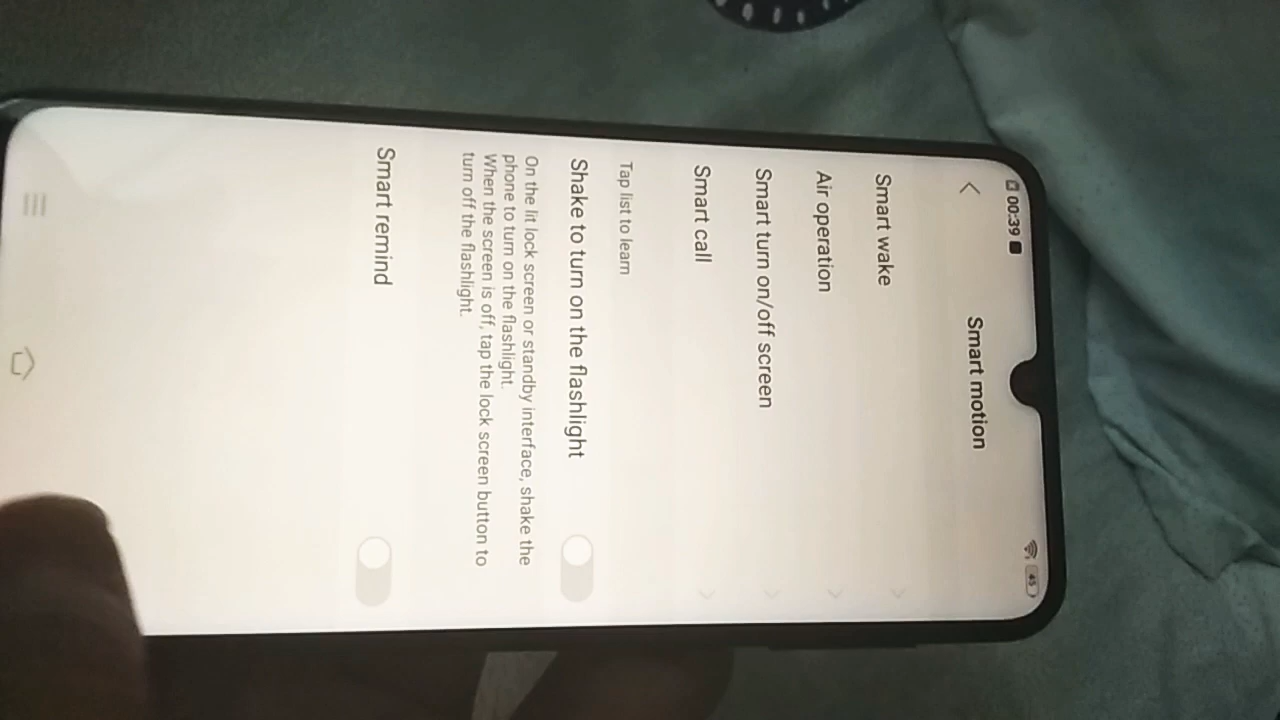 00:39
45
Smart motion
Smart wake
Air operation
Smart turn on/off screen
Smart call
Tap list to learn
Shake to turn on the flashlight
On the lit lock screen or standby interface, shake the
phone to turn on the flashlight.
When the screen is off, tap the lock screen button to
turn off the flashlight.
Smart remind